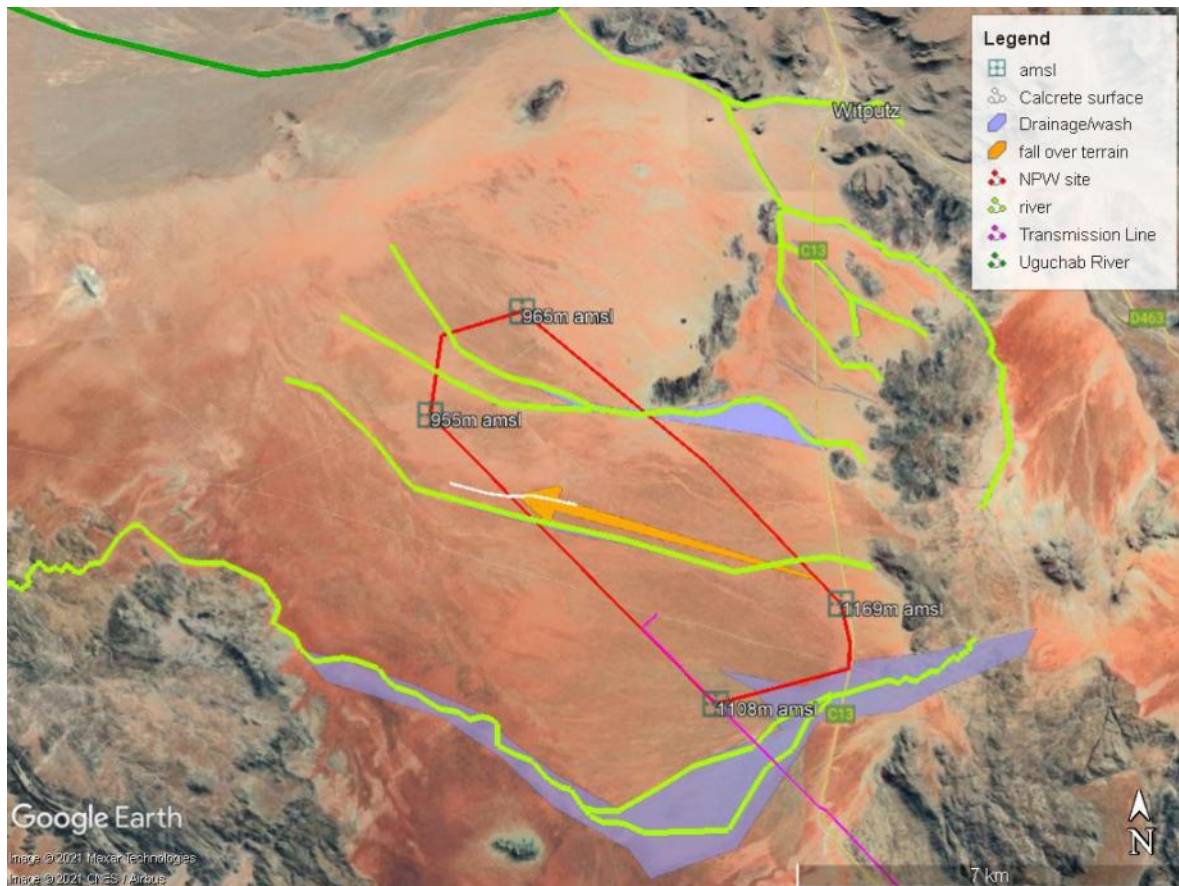 Legend
amsl
Calcrete surface
Drainage/wash
fall over terrain
NPW site
river
Transmission Line
Uguchab River
Witputz
C13
D463
965m amsl
955m amsl
1169m amsl
1108m amsl
C13
Google Earth
Image © 2021 Maxar Technologies
Image © 2021 CNES / Airbus
N
7 km